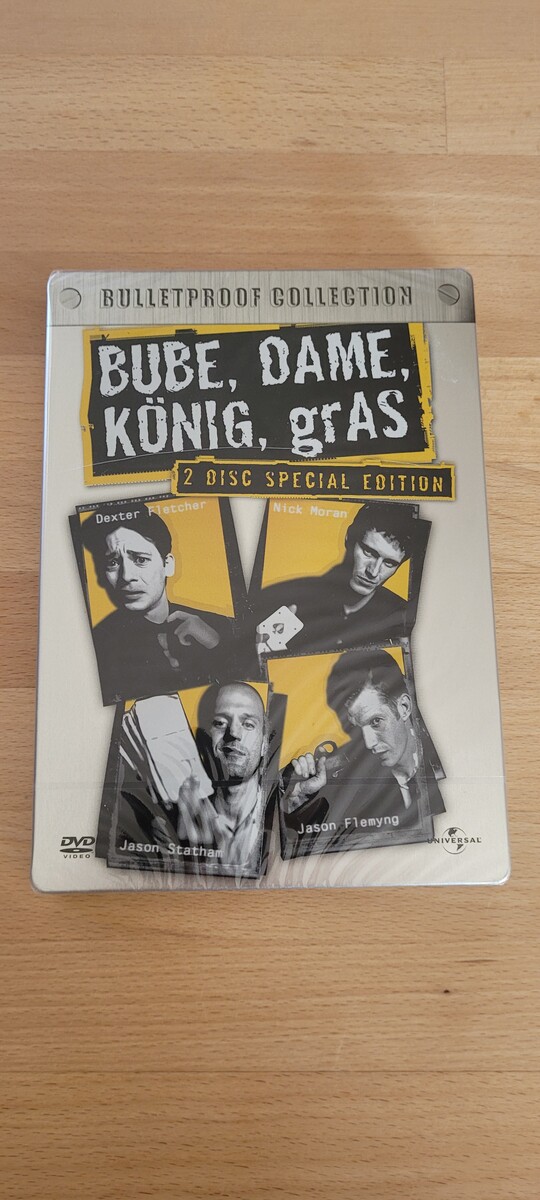 BULLETPROOF COLLECTION
BUBE, DAME,
KÖNIG, grAS
2 DISC SPECIAL EDITION
Dexter Fletcher
Nick Moran
Jason Statham
Jason Flemyng
DVD
VIDEO
UNIVERSAL